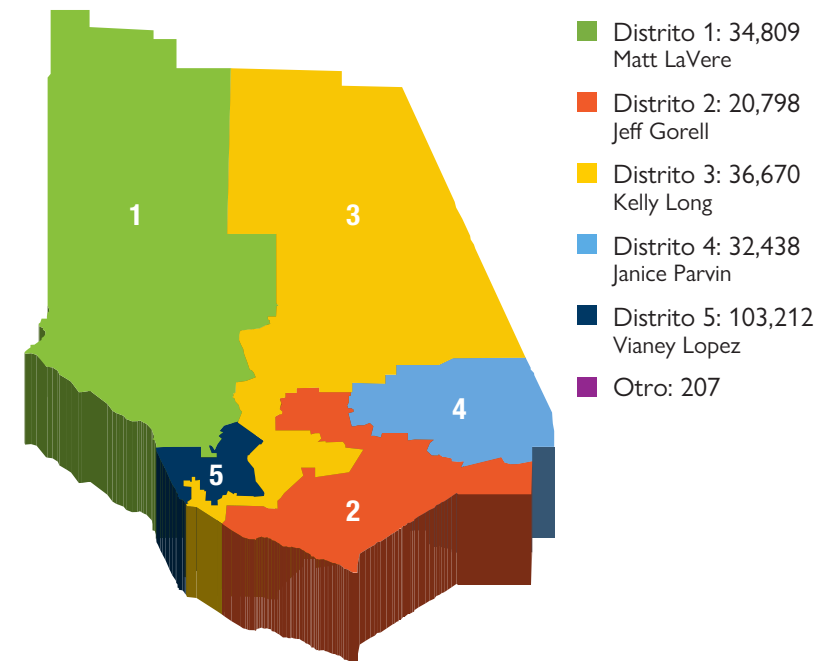 Distrito 1: 34,809
Matt LaVere
Distrito 2: 20,798
Jeff Gorell
Distrito 3: 36,670
Kelly Long
Distrito 4: 32,438
Janice Parvin
Distrito 5: 103,212
Vianey Lopez
Otro: 207
1
3
4
5
2